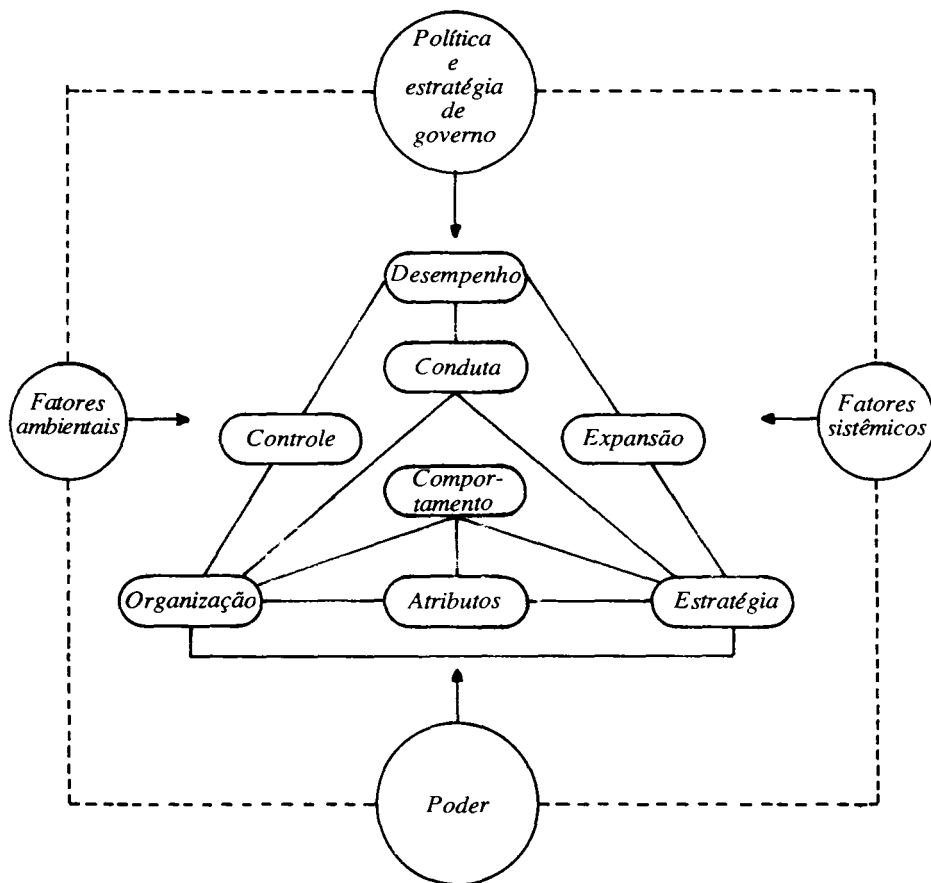 Política
e
estratégia
de
governo
Desempenho
Conduta
Fatores
ambientais
Controle
Expansão
Fatores
sistêmicos
Compor-
tamento
Organização
Atributos
Estratégia
Poder